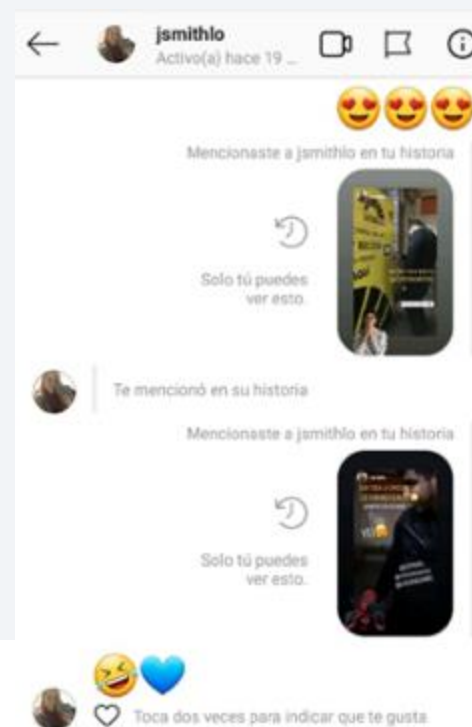 jsmithlo
Activo(a) hace 19 ...
Mencionaste a jsmithlo en tu historia
Solo tú puedes
ver esto.
Te mencionó en su historia
Mencionaste a jsmithlo en tu historia
Solo tú puedes
ver esto.
Toca dos veces para indicar que te gusta